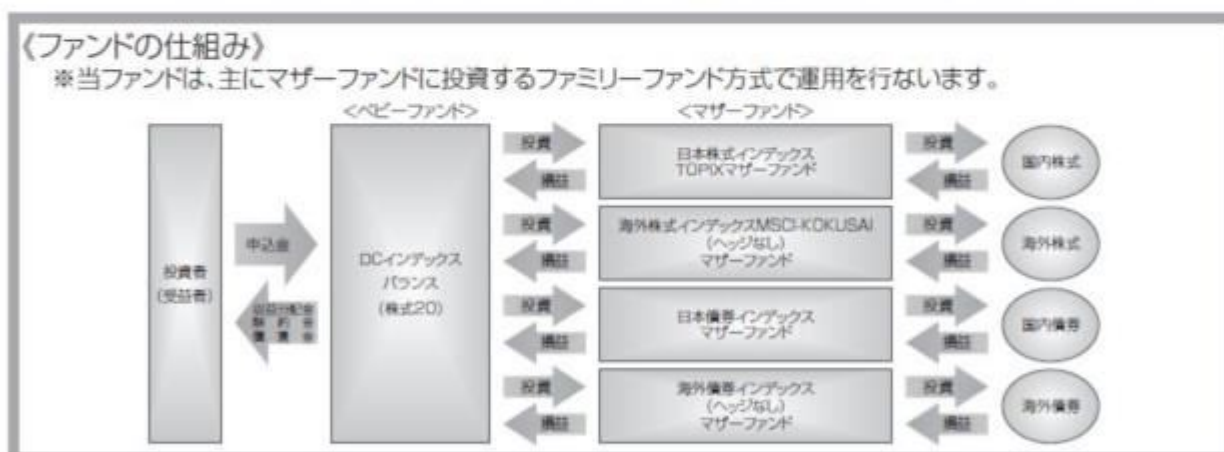 《ファンドの仕組み》
※当ファンドは、主にマザーファンドに投資するファミリーファンド方式で運用を行ないます。
<ベビーファンド>
<マザーファンド>
投資者
(受益者)
申込金
収益分配金
解約金
償還金
DCインデックス
バランス
(株式20)
投資
損益
日本株式インデックス
TOPIXマザーファンド
投資
損益
国内株式
投資
損益
海外株式インデックスMSCI-KOKUSAI
(ヘッジなし)
マザーファンド
投資
損益
海外株式
投資
損益
日本債券インデックス
マザーファンド
投資
損益
国内債券
投資
損益
海外債券インデックス
(ヘッジなし)
マザーファンド
投資
損益
海外債券